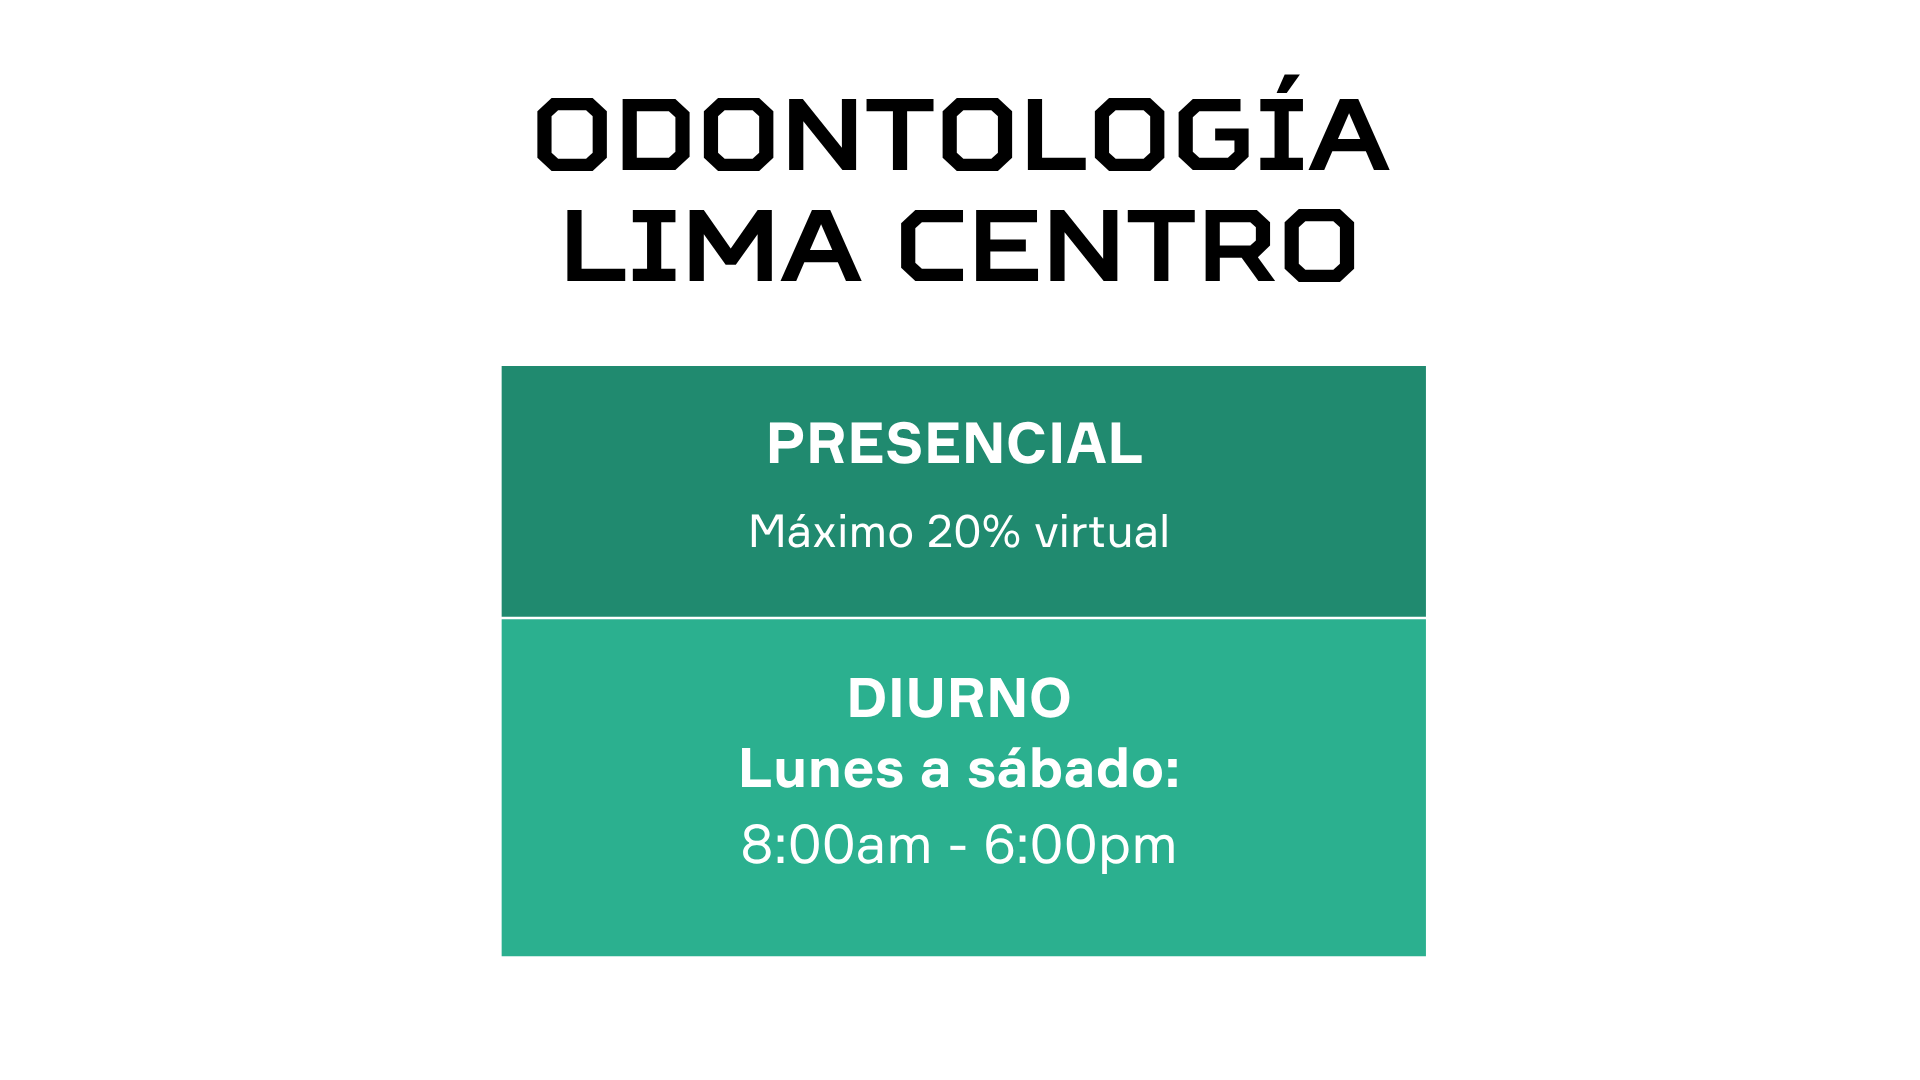 ODONTOLOGÍA
LIMA CENTRO
PRESENCIAL
Máximo 20% virtual
DIURNO
Lunes a sábado:
8:00am - 6:00pm